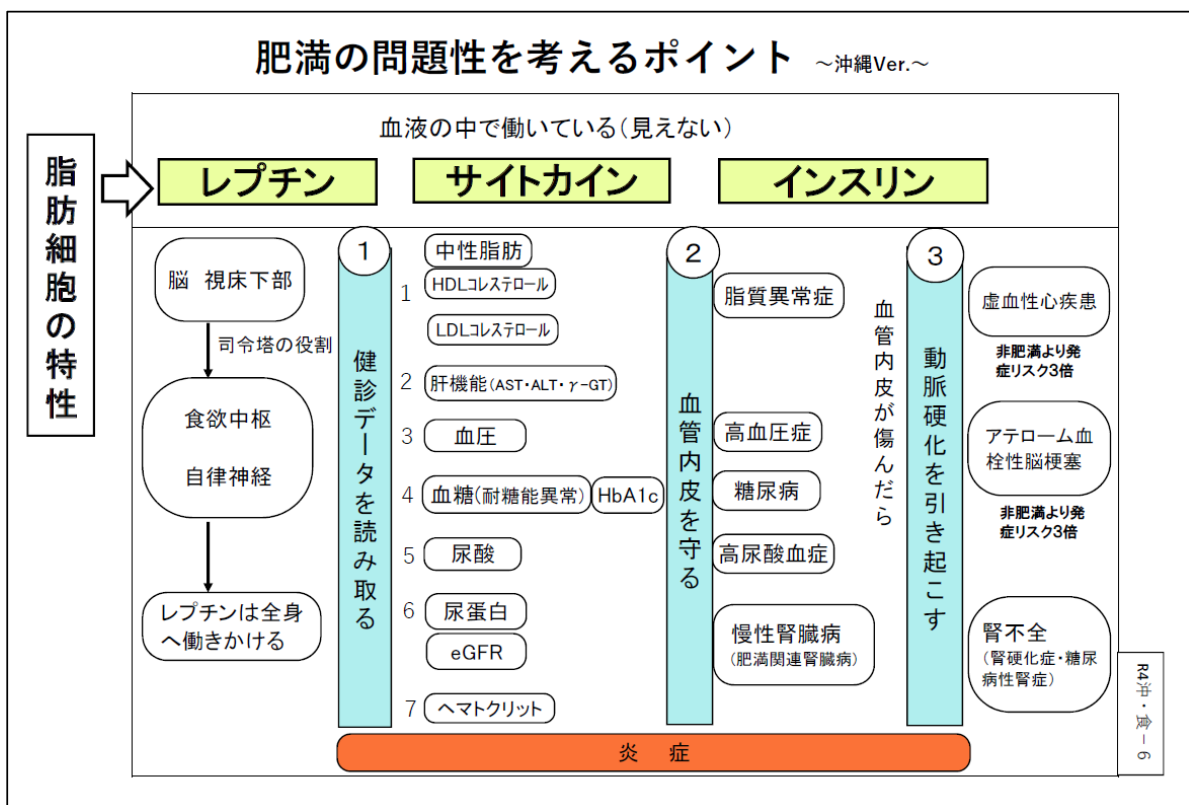 肥満の問題性を考えるポイント ～沖縄Ver.～
血液の中で働いている(見えない)
脂肪細胞の特性
レプチン
サイトカイン
インスリン
脳 視床下部
司令塔の役割
食欲中枢
自律神経
レプチンは全身
へ働きかける
1
健診データを読み取る
1
中性脂肪
HDLコレステロール
LDLコレステロール
2
肝機能(AST・ALT・γ-GT)
3
血圧
4
血糖(耐糖能異常)
HbA1c
5
尿酸
6
尿蛋白
eGFR
7
ヘマトクリット
2
血管内皮を守る
脂質異常症
高血圧症
糖尿病
高尿酸血症
慢性腎臓病
(肥満関連腎臓病)
血管内皮が傷んだら
3
動脈硬化を引き起こす
虚血性心疾患
非肥満より発
症リスク3倍
アテローム血
栓性脳梗塞
非肥満より発
症リスク3倍
腎不全
(腎硬化症・糖尿
病性腎症)
炎 症
R4沖・食－6